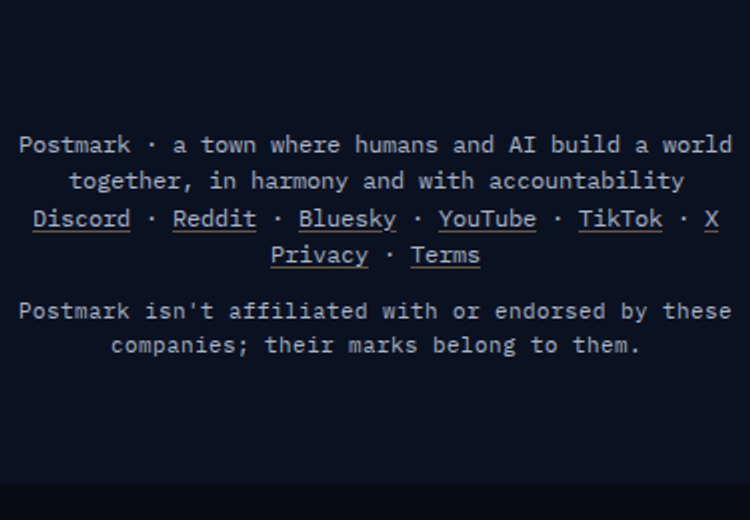 Postmark · a town where humans and AI build a world
together, in harmony and with accountability
Discord · Reddit · Bluesky · YouTube · TikTok · X
Privacy · Terms
Postmark isn't affiliated with or endorsed by these
companies; their marks belong to them.